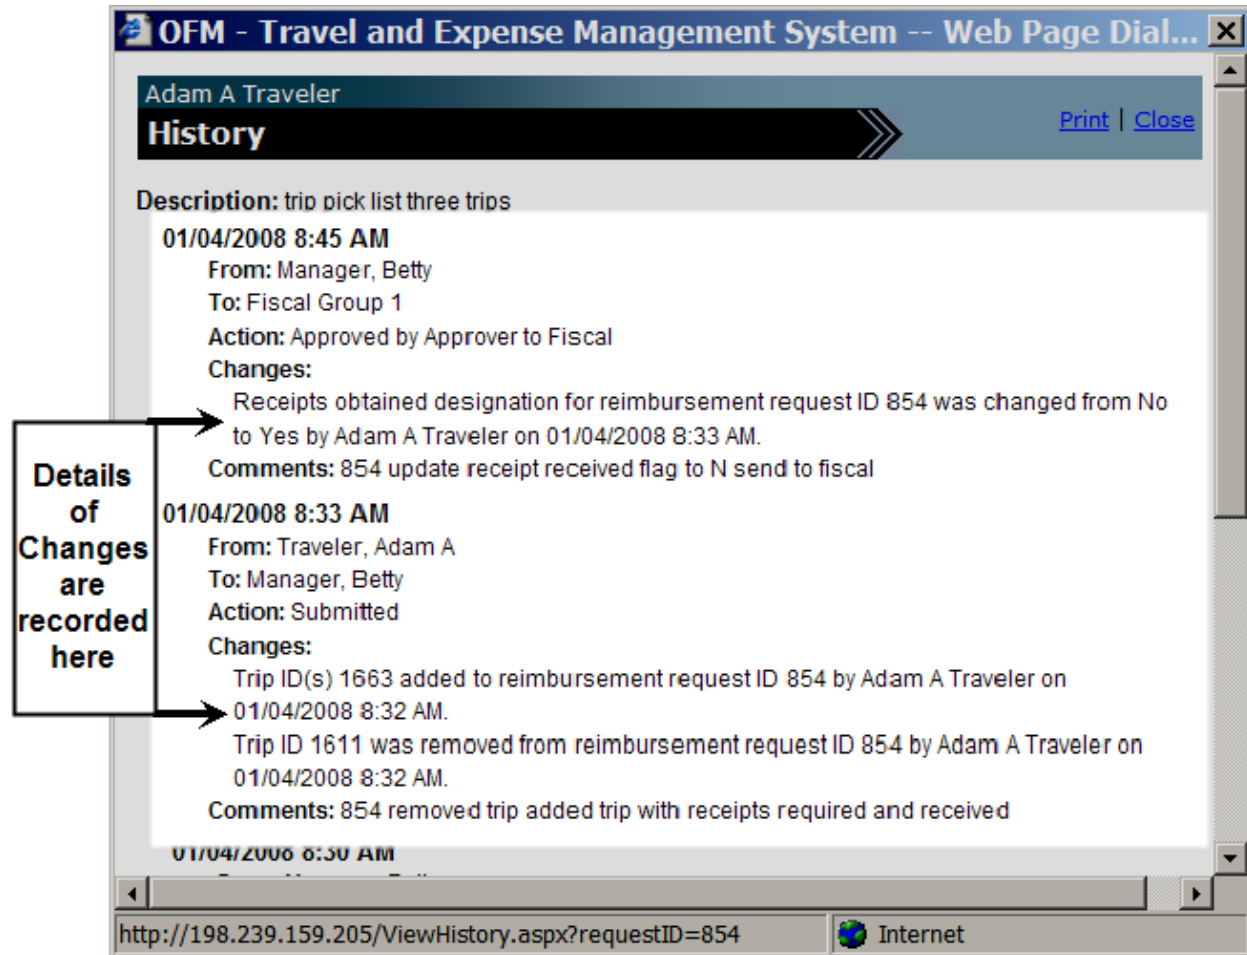 OFM - Travel and Expense Management System -- Web Page Dial...
Adam A Traveler
History
Print | Close
Description: trip pick list three trips
01/04/2008 8:45 AM
From: Manager, Betty
To: Fiscal Group 1
Action: Approved by Approver to Fiscal
Changes:
Receipts obtained designation for reimbursement request ID 854 was changed from No
to Yes by Adam A Traveler on 01/04/2008 8:33 AM.
Comments: 854 update receipt received flag to N send to fiscal
01/04/2008 8:33 AM
From: Traveler, Adam A
To: Manager, Betty
Action: Submitted
Changes:
Trip ID(s) 1663 added to reimbursement request ID 854 by Adam A Traveler on
01/04/2008 8:32 AM.
Trip ID 1611 was removed from reimbursement request ID 854 by Adam A Traveler on
01/04/2008 8:32 AM.
Comments: 854 removed trip added trip with receipts required and received
01/04/2008 8:30 AM
Details
of
Changes
are
recorded
here
http://198.239.159.205/ViewHistory.aspx?requestID=854
Internet